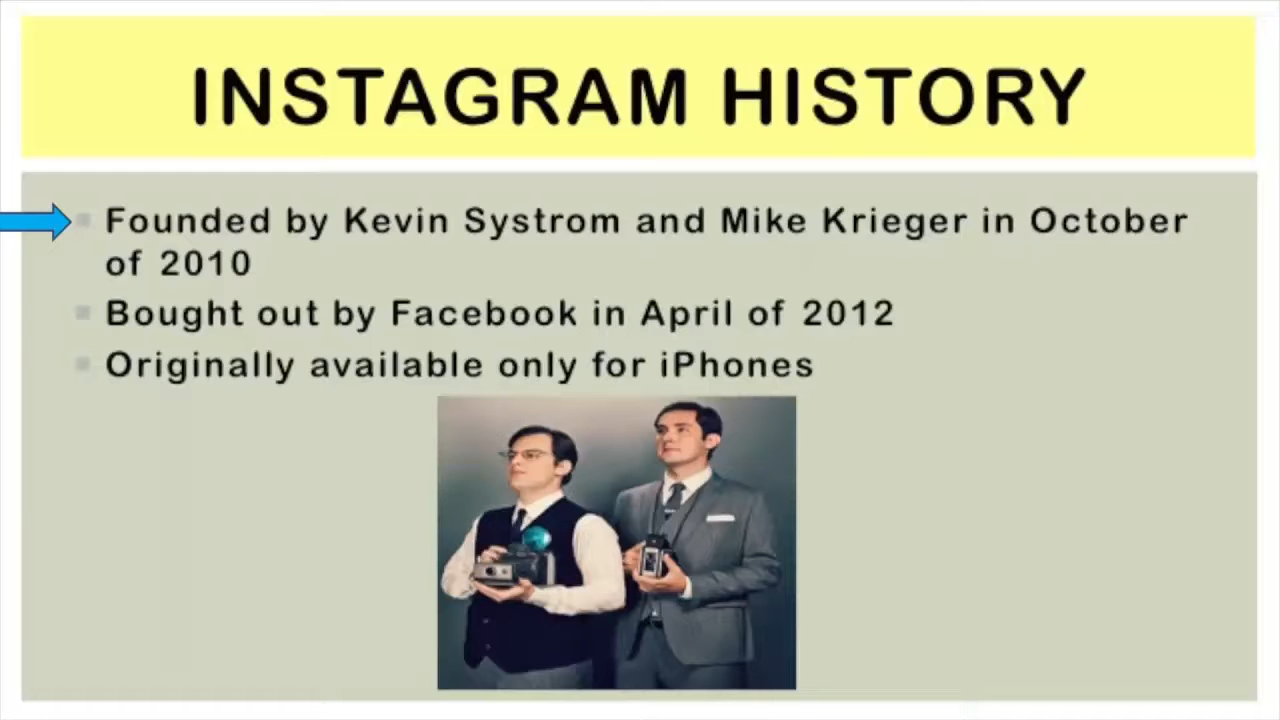 INSTAGRAM HISTORY
Founded by Kevin Systrom and Mike Krieger in October
of 2010
Bought out by Facebook in April of 2012
Originally available only for iPhones